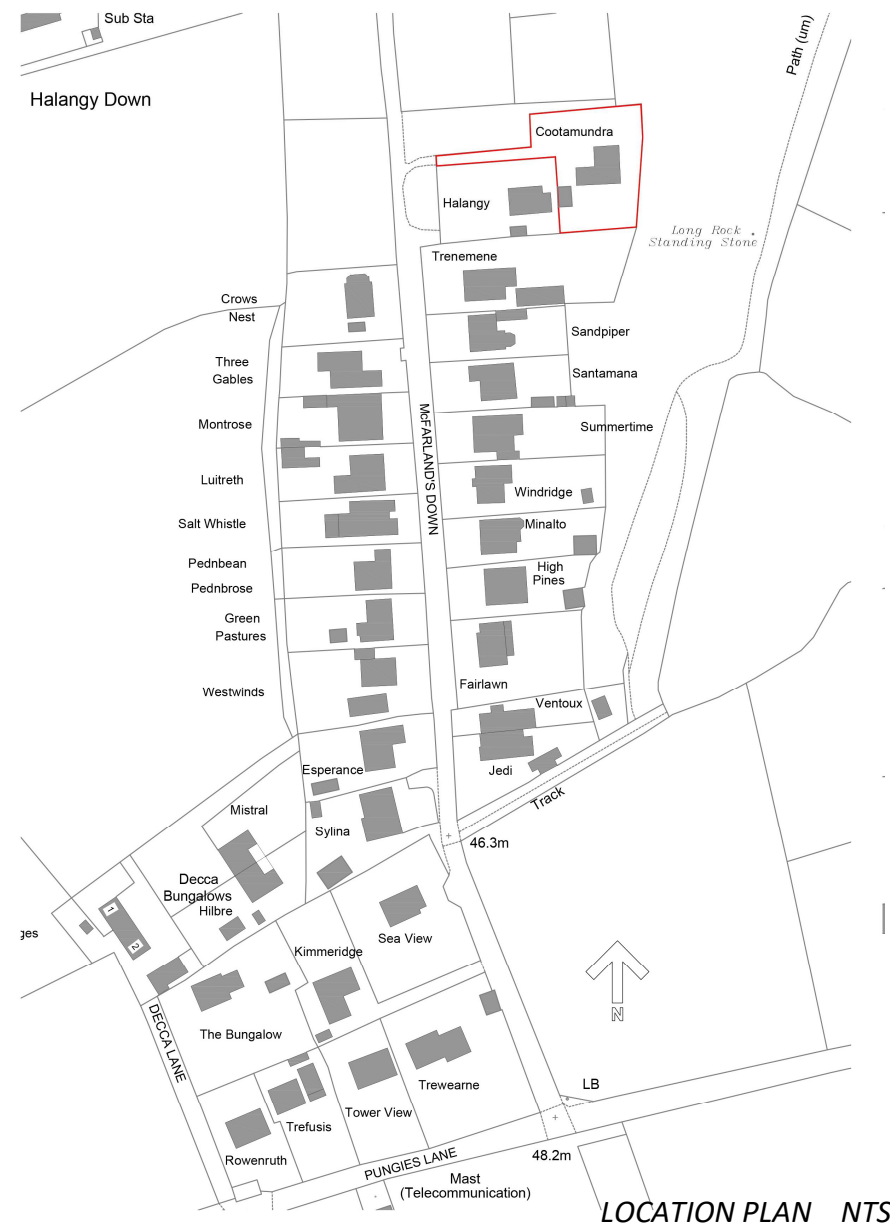 Sub Sta
Path (um)
Halangy Down
Cootamundra
Halangy
Long Rock
Standing Stone
Trenemene
Crows
Nest
Sandpiper
Three
Gables
Santamana
McFARLAND'S DOWN
Montrose
Summertime
Luitreth
Windridge
Salt Whistle
Minalto
Pednbean
High
Pines
Pednbrose
Green
Pastures
Westwinds
Fairlawn
Ventoux
Esperance
Jedi
Track
Mistral
Sylina
46.3m
Decca
Bungalows
Hilbre
1
2
ges
Sea View
Kimmeridge
N
The Bungalow
DECCA LANE
LB
Trewearne
Tower View
Trefusis
Rowenruth
PUNGIES LANE
48.2m
Mast
(Telecommunication)
LOCATION PLAN NTS